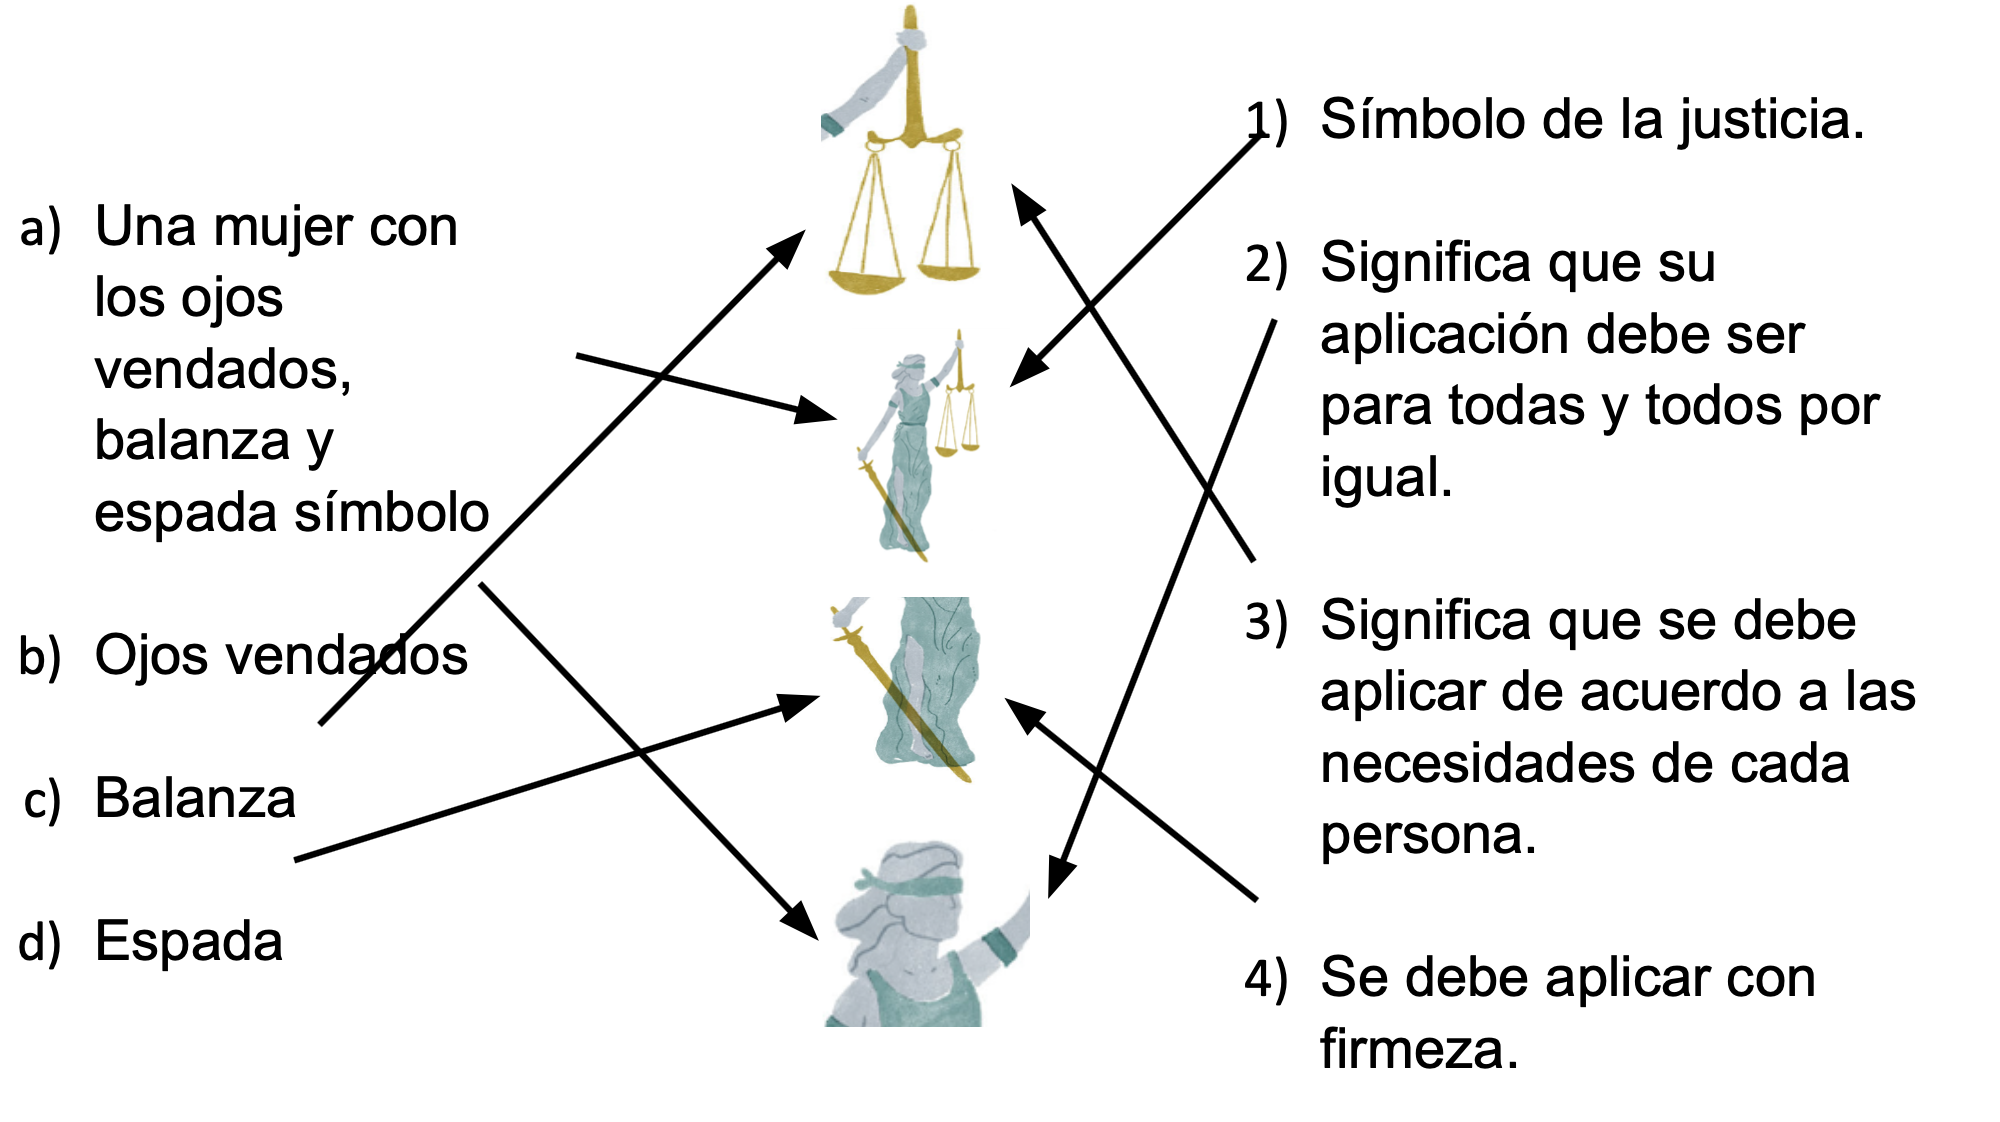 a) Una mujer con
los ojos
vendados,
balanza y
espada símbolo
b) Ojos vendados
c) Balanza
d) Espada
1) Símbolo de la justicia.
2) Significa que su
aplicación debe ser
para todas y todos por
igual.
3) Significa que se debe
aplicar de acuerdo a las
necesidades de cada
persona.
4) Se debe aplicar con
firmeza.